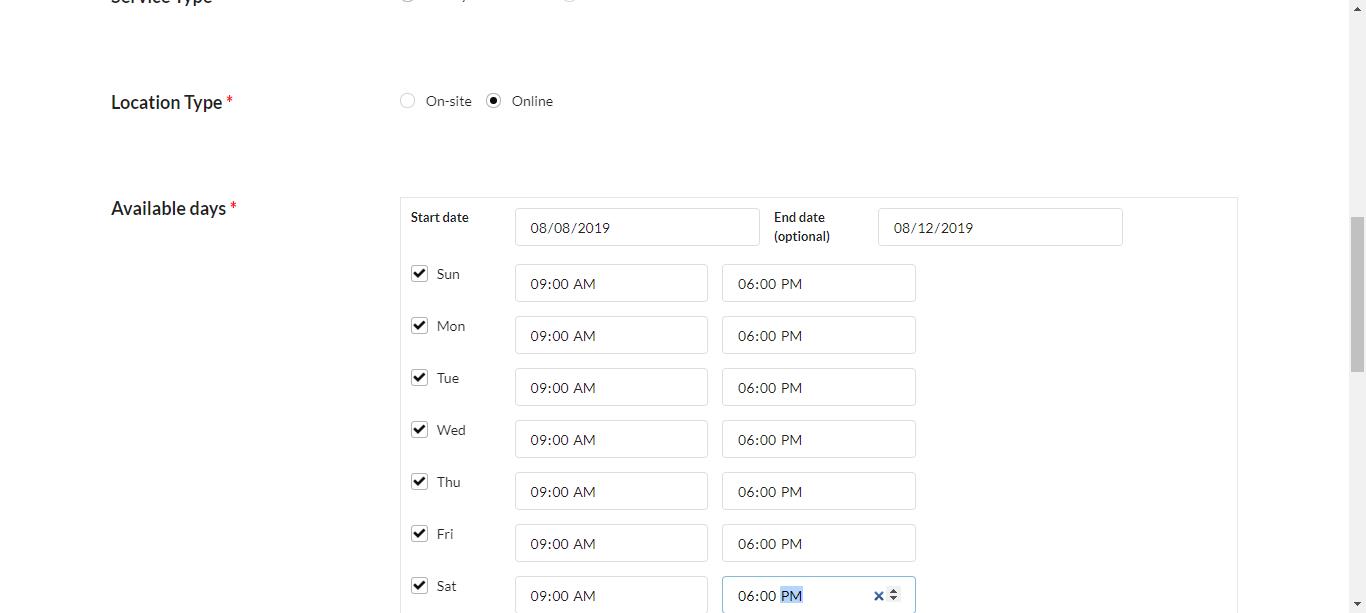 Service Type
Location Type *
On-site Online
Available days *
Start date 08/08/2019 End date (optional) 08/12/2019
Sun 09:00 AM 06:00 PM
Mon 09:00 AM 06:00 PM
Tue 09:00 AM 06:00 PM
Wed 09:00 AM 06:00 PM
Thu 09:00 AM 06:00 PM
Fri 09:00 AM 06:00 PM
Sat 09:00 AM 06:00 PM